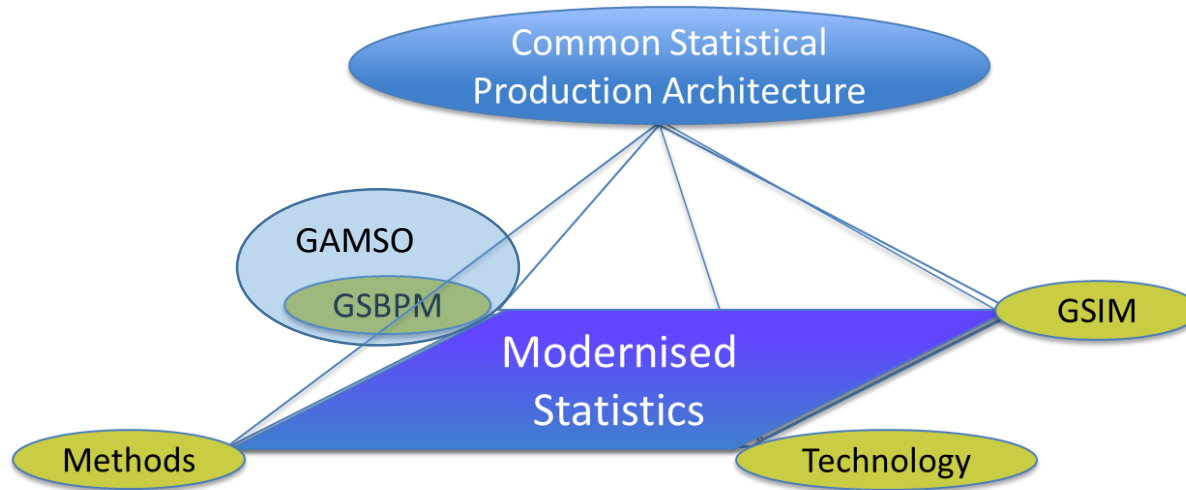 Common Statistical
Production Architecture
GAMSO
GSBPM
GSIM
Modernised
Statistics
Methods
Technology